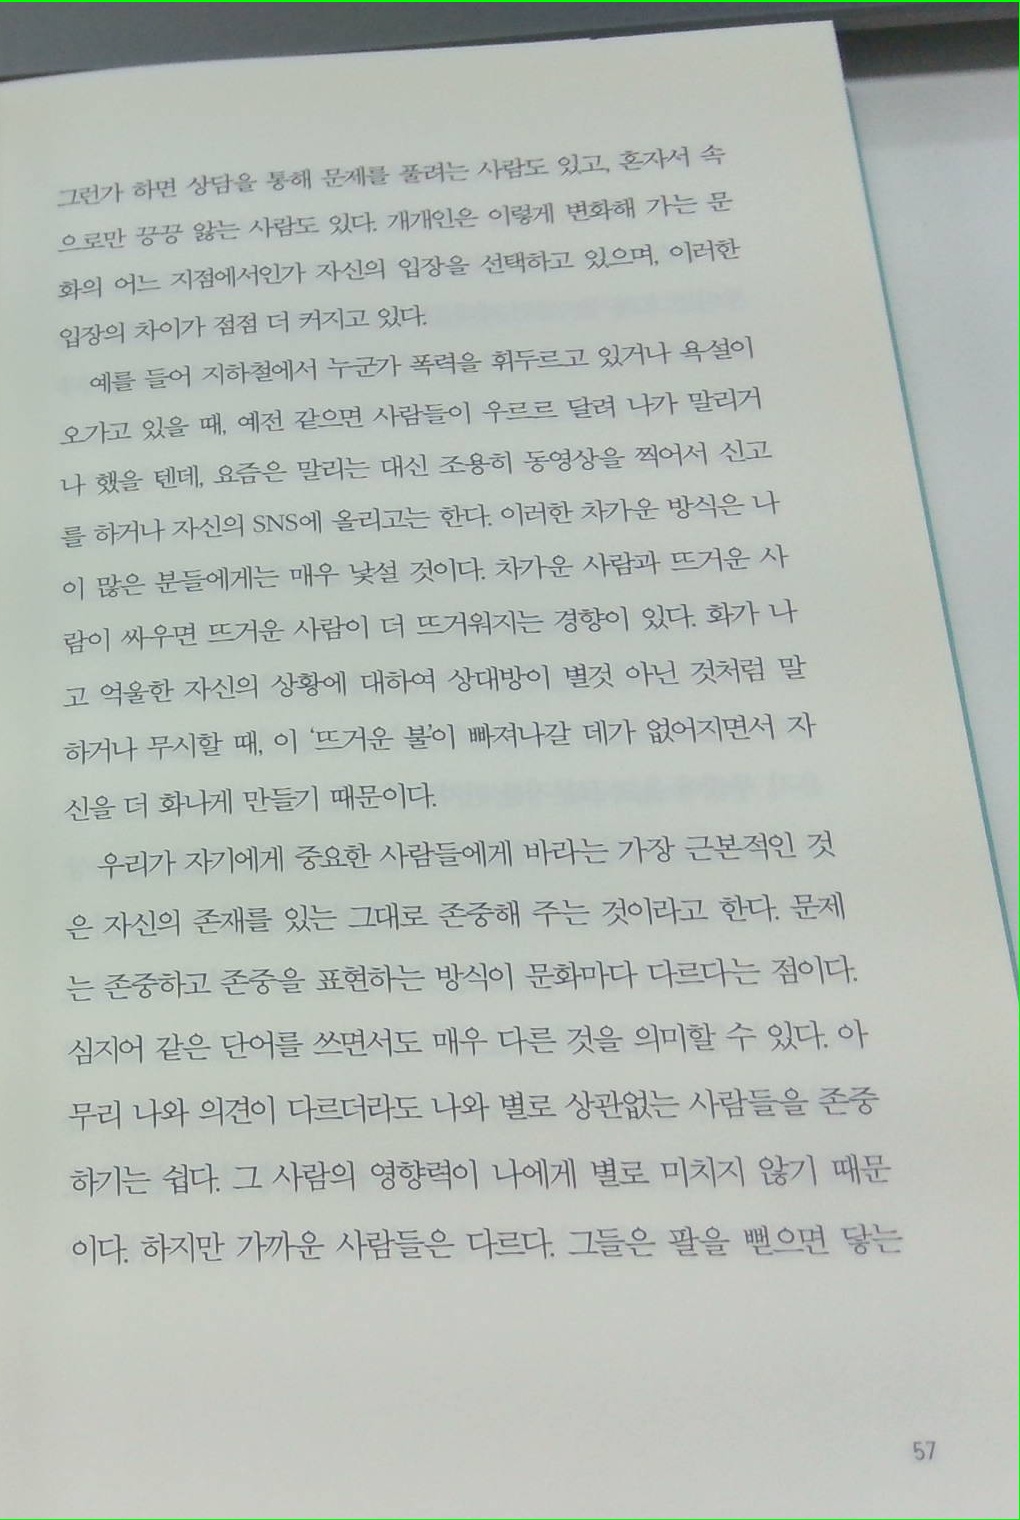 그런가 하면 상담을 통해 문제를 풀려는 사람도 있고, 혼자서 속
으로만 끙끙 앓는 사람도 있다. 개개인은 이렇게 변화해 가는 문
화의 어느 지점에서인가 자신의 입장을 선택하고 있으며, 이러한
입장의 차이가 점점 더 커지고 있다.
예를 들어 지하철에서 누군가 폭력을 휘두르고 있거나 욕설이
오가고 있을 때, 예전 같으면 사람들이 우르르 달려 나가 말리거
나 했을 텐데, 요즘은 말리는 대신 조용히 동영상을 찍어서 신고
를 하거나 자신의 SNS에 올리고는 한다. 이러한 차가운 방식은 나
이 많은 분들에게는 매우 낯설 것이다. 차가운 사람과 뜨거운 사
람이 싸우면 뜨거운 사람이 더 뜨거워지는 경향이 있다. 화가 나
고 억울한 자신의 상황에 대하여 상대방이 별것 아닌 것처럼 말
하거나 무시할 때, 이 ‘뜨거운 불’이 빠져나갈 데가 없어지면서 자
신을 더 화나게 만들기 때문이다.
우리가 자기에게 중요한 사람들에게 바라는 가장 근본적인 것
은 자신의 존재를 있는 그대로 존중해 주는 것이라고 한다. 문제
는 존중하고 존중을 표현하는 방식이 문화마다 다르다는 점이다.
심지어 같은 단어를 쓰면서도 매우 다른 것을 의미할 수 있다. 아
무리 나와 의견이 다르더라도 나와 별로 상관없는 사람들을 존중
하기는 쉽다. 그 사람의 영향력이 나에게 별로 미치지 않기 때문
이다. 하지만 가까운 사람들은 다르다. 그들은 팔을 뻗으면 닿는
57